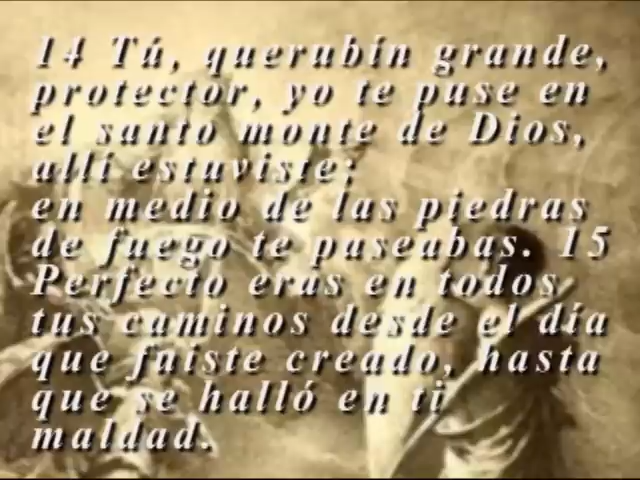 14 Tú, querubín grande,
protector, yo te puse en
el santo monte de Dios,
allí estuviste;
en medio de las piedras
de fuego te paseabas. 15
Perfecto eras en todos
tus caminos desde el día
que fuiste creado, hasta
que se halló en ti
maldad.